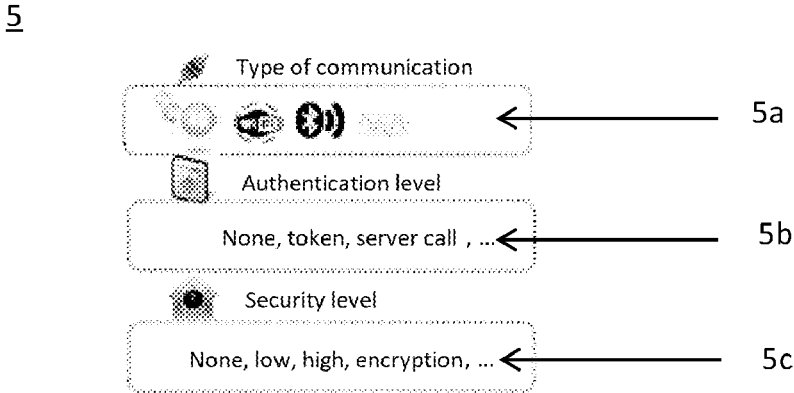 5
Type of communication
5a
Authentication level
None, token, server call , ...
5b
Security level
None, low, high, encryption, ...
5c